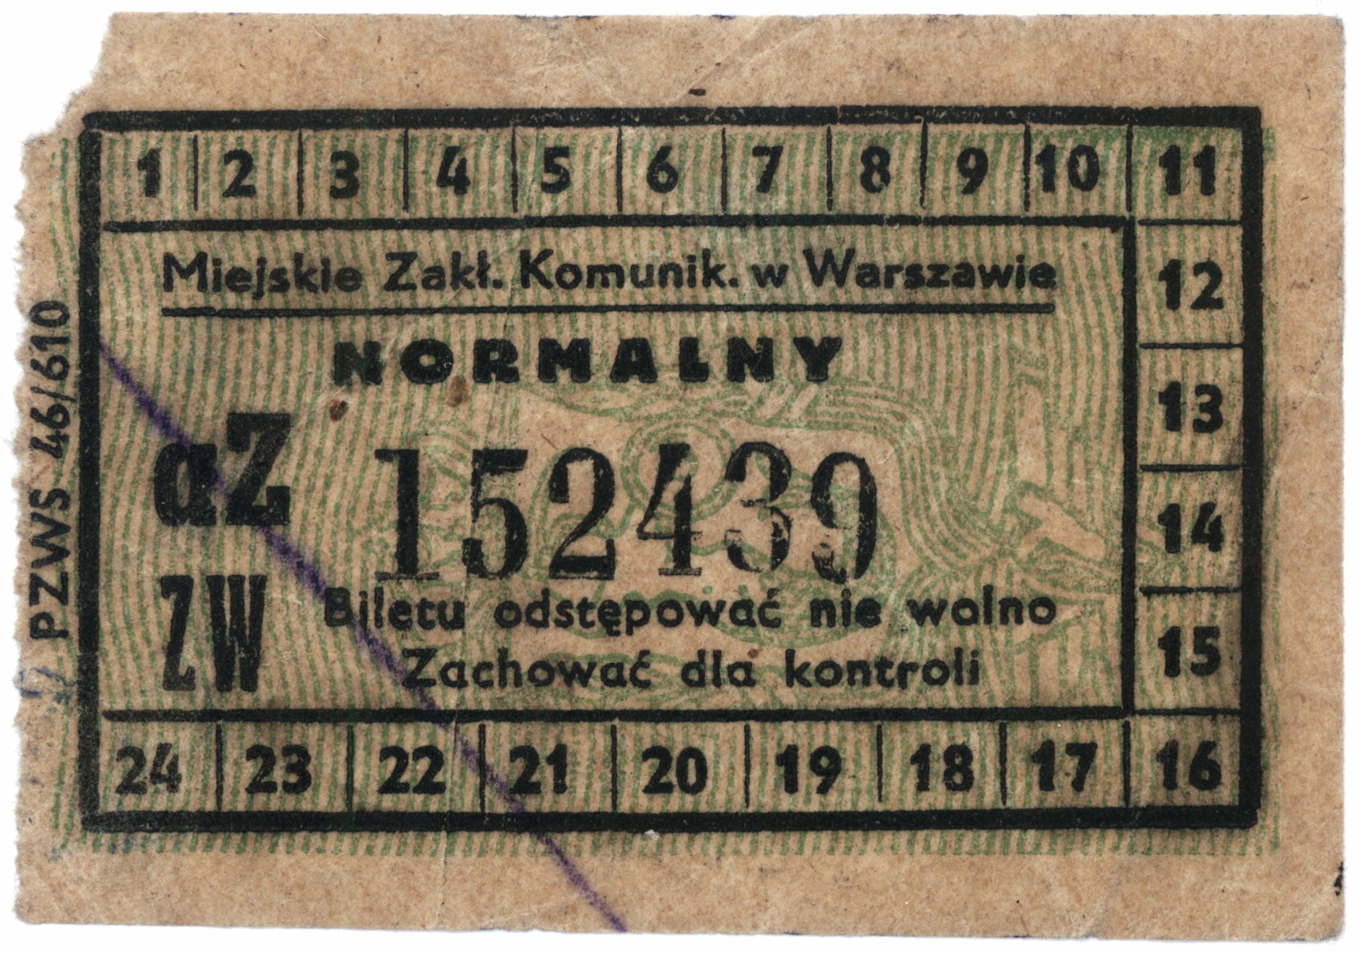 1 2 3 4 5 6 7 8 9 10 11
Miejskie Zakł. Komunik. w Warszawie
12
NORMALNY
13
aZ 152439
14
ZW
Biletu odstępować nie wolno
Zachować dla kontroli
15
24 23 22 21 20 19 18 17 16
PZWS 46/610